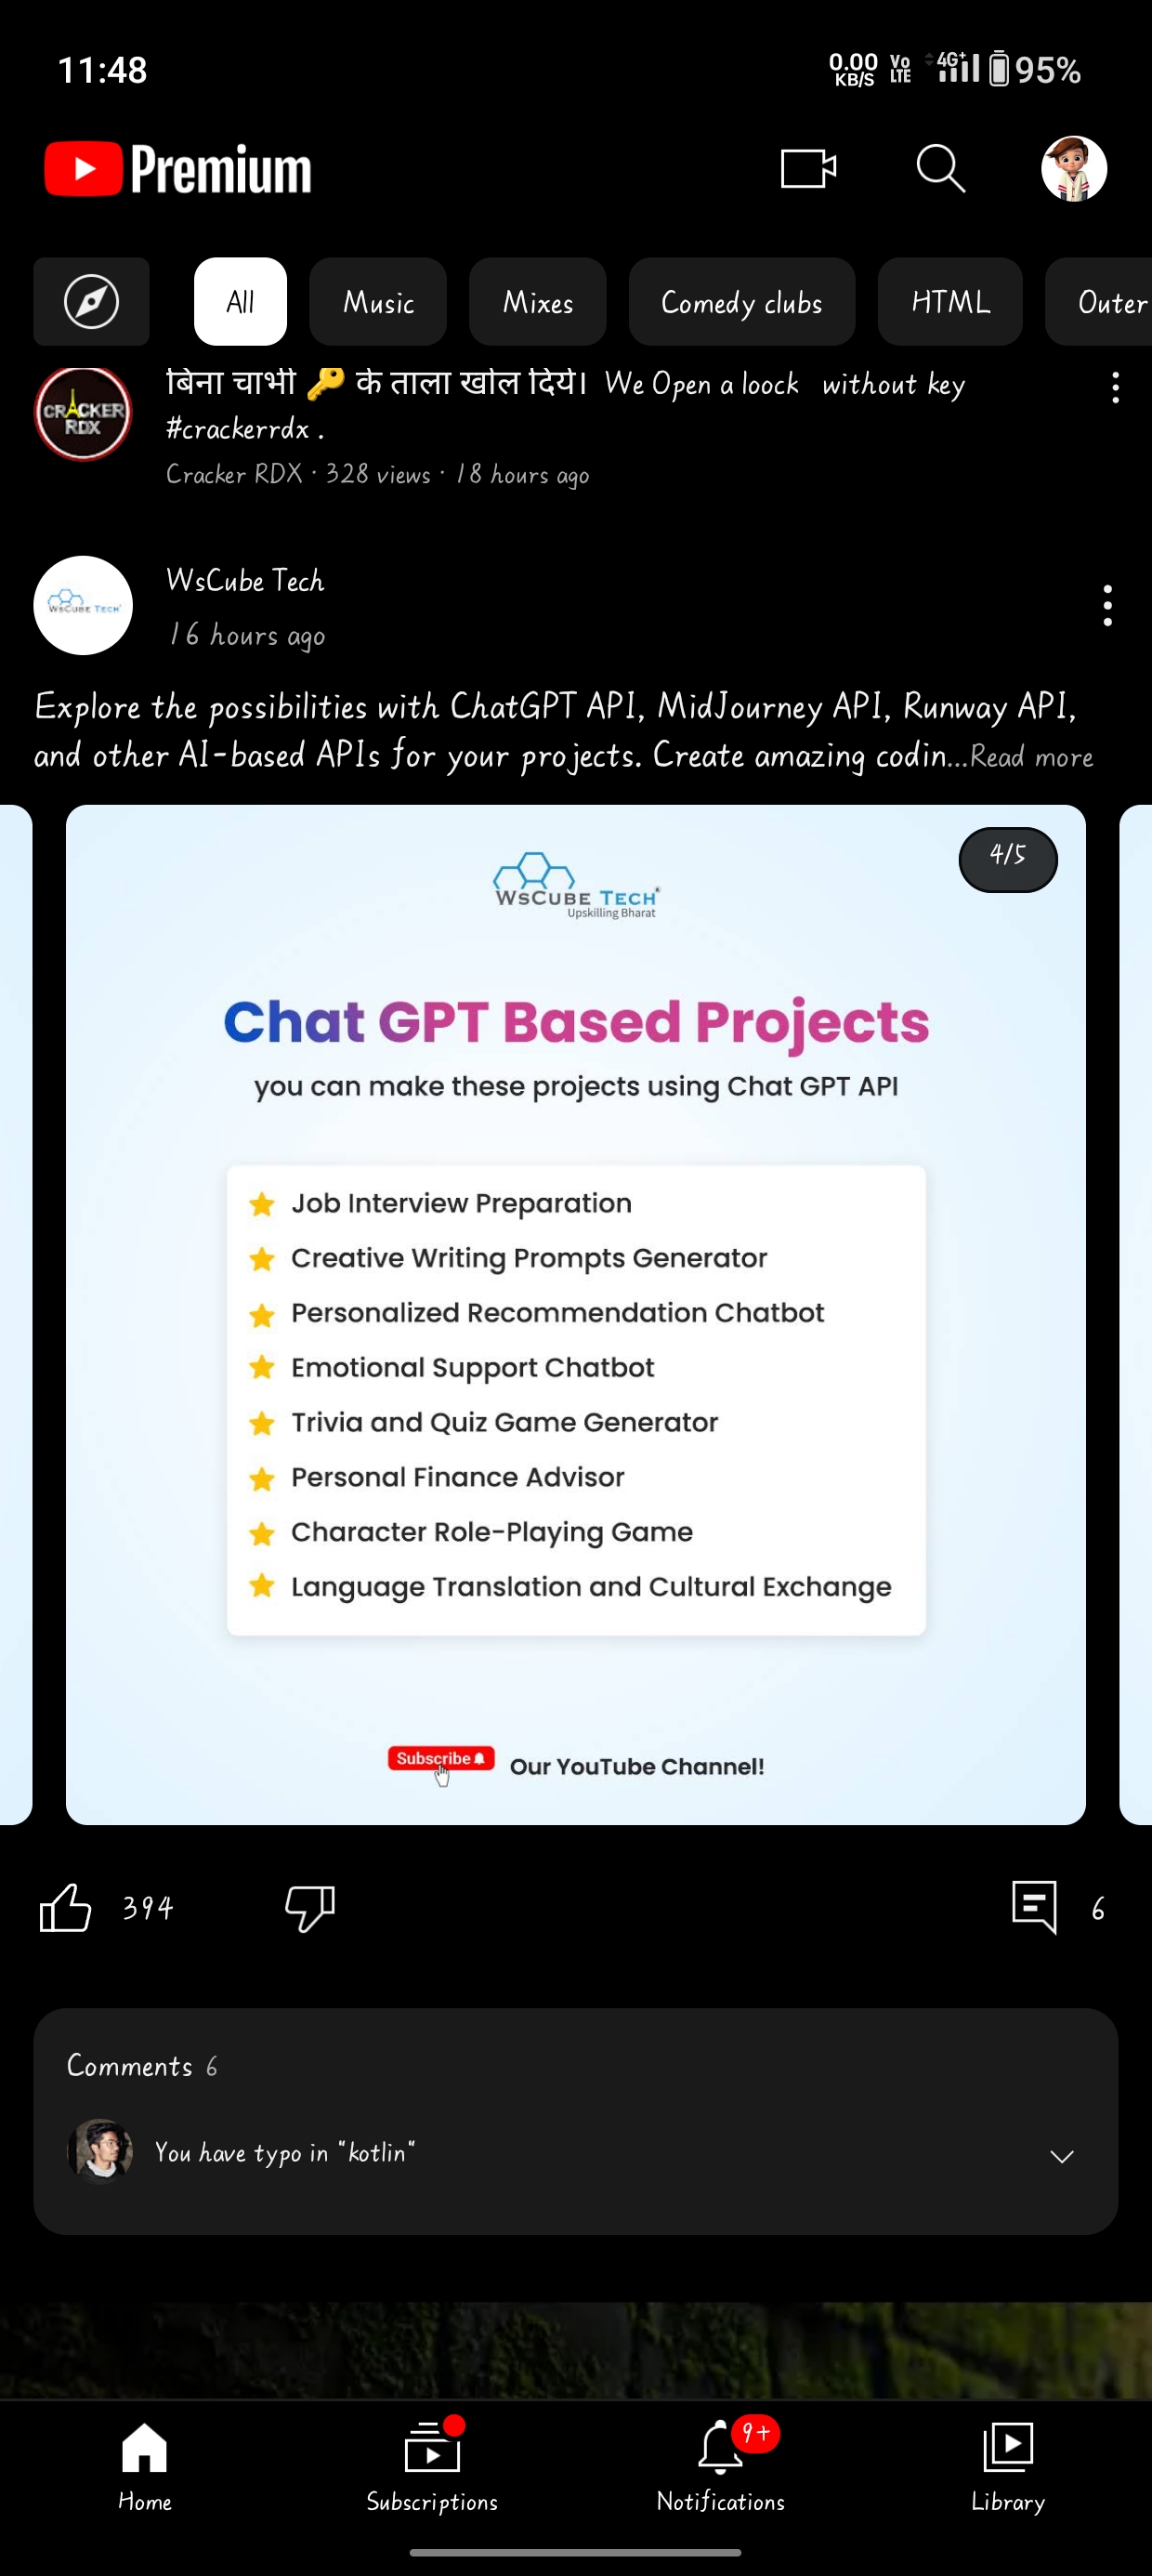 11:48
0.00 KB/S Vo LTE 4G+ 95%
Premium
All Music Mixes Comedy clubs HTML Outer
CRACKER RDX
बिना चाभी 🔑 के ताला खोल दिये। We Open a loock without key
#crackerrdx .
Cracker RDX · 328 views · 18 hours ago
WSCUBE TECH
WsCube Tech
16 hours ago
Explore the possibilities with ChatGPT API, MidJourney API, Runway API,
and other AI-based APIs for your projects. Create amazing codin...Read more
4/5
WSCUBE TECH
Upskilling Bharat
Chat GPT Based Projects
you can make these projects using Chat GPT API
Job Interview Preparation
Creative Writing Prompts Generator
Personalized Recommendation Chatbot
Emotional Support Chatbot
Trivia and Quiz Game Generator
Personal Finance Advisor
Character Role-Playing Game
Language Translation and Cultural Exchange
Subscribe Our YouTube Channel!
394 6
Comments 6
You have typo in "kotlin"
9+
Home Subscriptions Notifications Library